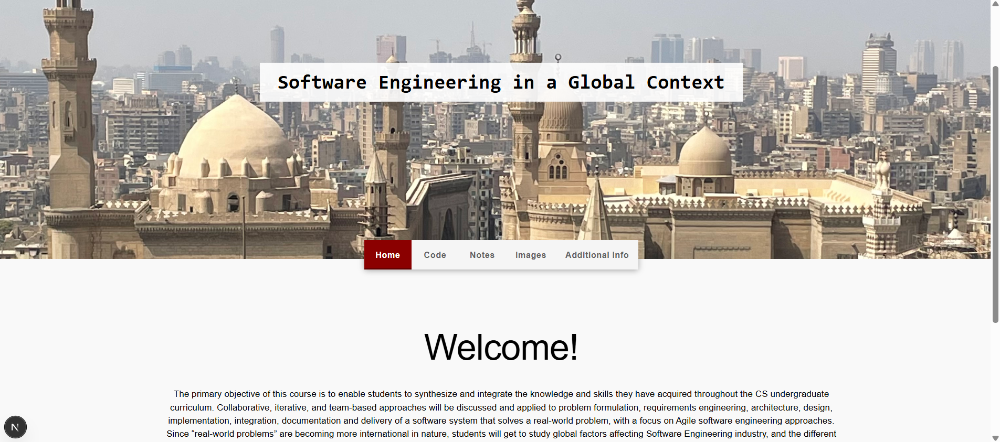 Software Engineering in a Global Context
Home Code Notes Images Additional Info
Welcome!
The primary objective of this course is to enable students to synthesize and integrate the knowledge and skills they have acquired throughout the CS undergraduate
curriculum. Collaborative, iterative, and team-based approaches will be discussed and applied to problem formulation, requirements engineering, architecture, design,
implementation, integration, documentation and delivery of a software system that solves a real-world problem, with a focus on Agile software engineering approaches.
Since “real-world problems” are becoming more international in nature, students will get to study global factors affecting Software Engineering industry, and the different
N